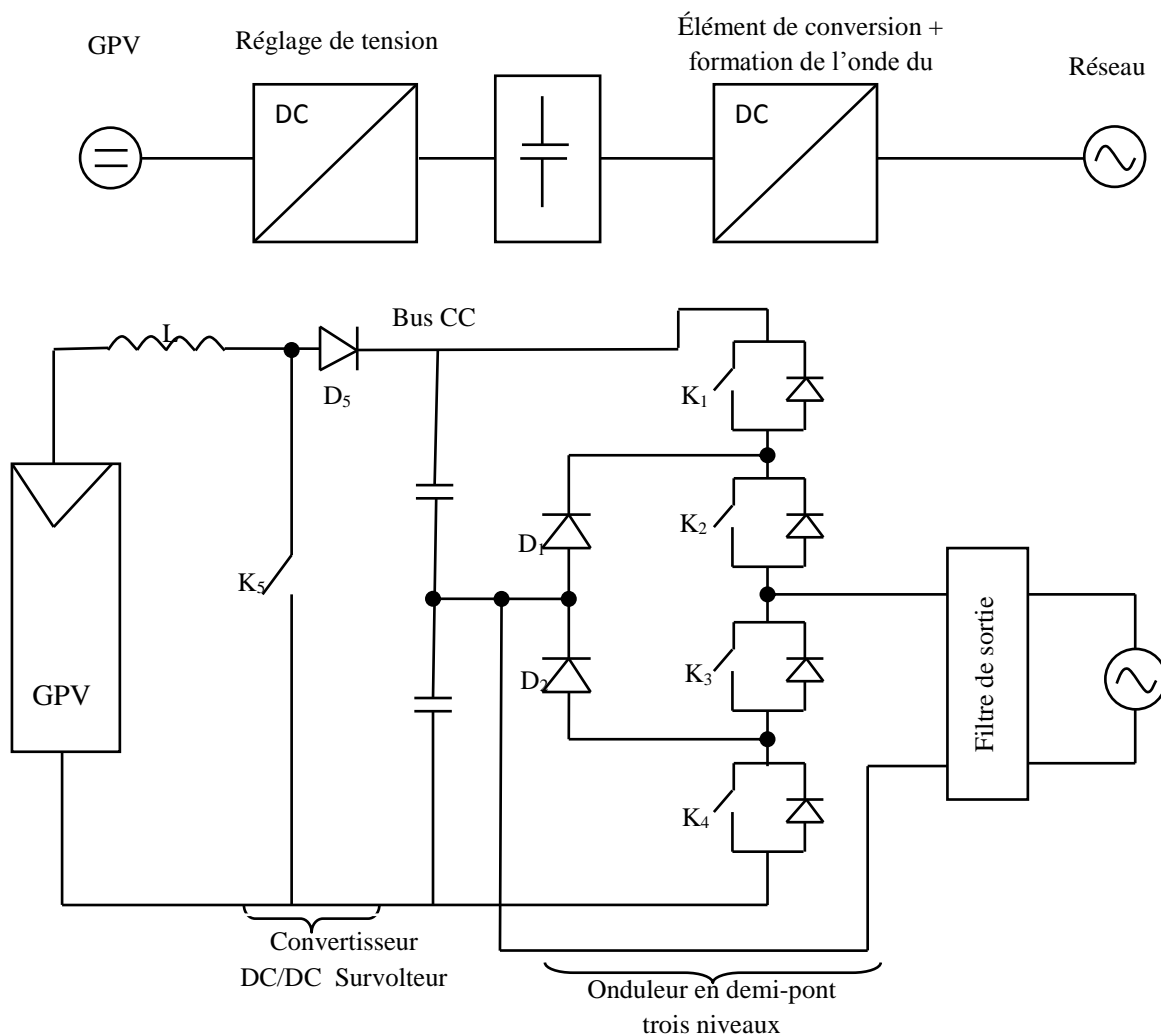 GPV
Réglage de tension
Élément de conversion +
formation de l'onde du
Réseau
DC
DC
L
Bus CC
D₅
K₁
K₂
D₁
K₅
D₂
K₃
GPV
K₄
Filtre de sortie
Convertisseur
DC/DC Survolteur
Onduleur en demi-pont
trois niveaux